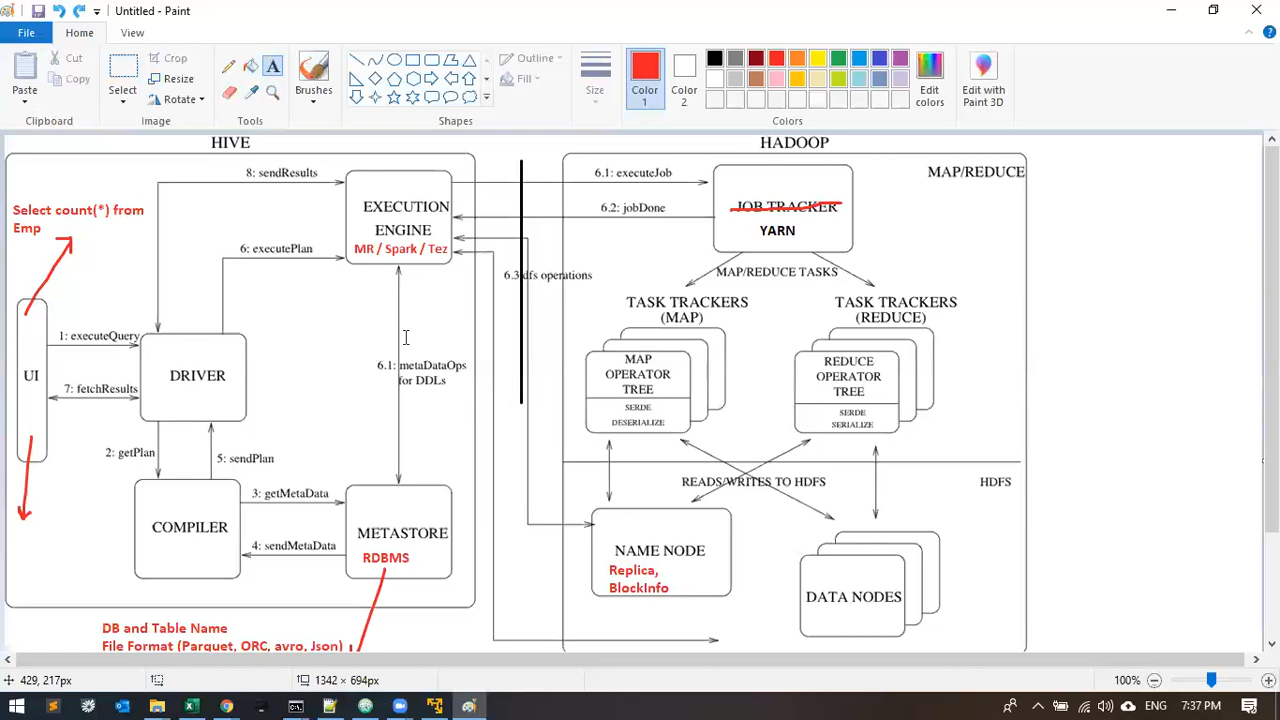 Untitled - Paint
File
Home
View
Paste
Cut
Copy
Clipboard
Select
Crop
Resize
Rotate
Image
A
Tools
Brushes
Shapes
Outline
Fill
Size
Color 1
Color 2
Colors
Edit colors
Edit with Paint 3D
HIVE
HADOOP
Select count(*) from
Emp
UI
1: executeQuery
7: fetchResults
DRIVER
8: sendResults
6: executePlan
EXECUTION
ENGINE
MR / Spark / Tez
2: getPlan
5: sendPlan
COMPILER
3: getMetaData
4: sendMetaData
6.1: metaDataOps
for DDLs
METASTORE
RDBMS
DB and Table Name
File Format (Parquet, ORC, avro, Json)
6.1: executeJob
6.2: jobDone
6.3 dfs operations
MAP/REDUCE
JOB TRACKER
YARN
MAP/REDUCE TASKS
TASK TRACKERS
(MAP)
TASK TRACKERS
(REDUCE)
MAP
OPERATOR
TREE
SERDE
DESERIALIZE
REDUCE
OPERATOR
TREE
SERDE
SERIALIZE
READS/WRITES TO HDFS
HDFS
NAME NODE
Replica,
BlockInfo
DATA NODES
429, 217px
1342 × 694px
100%
ENG
7:37 PM